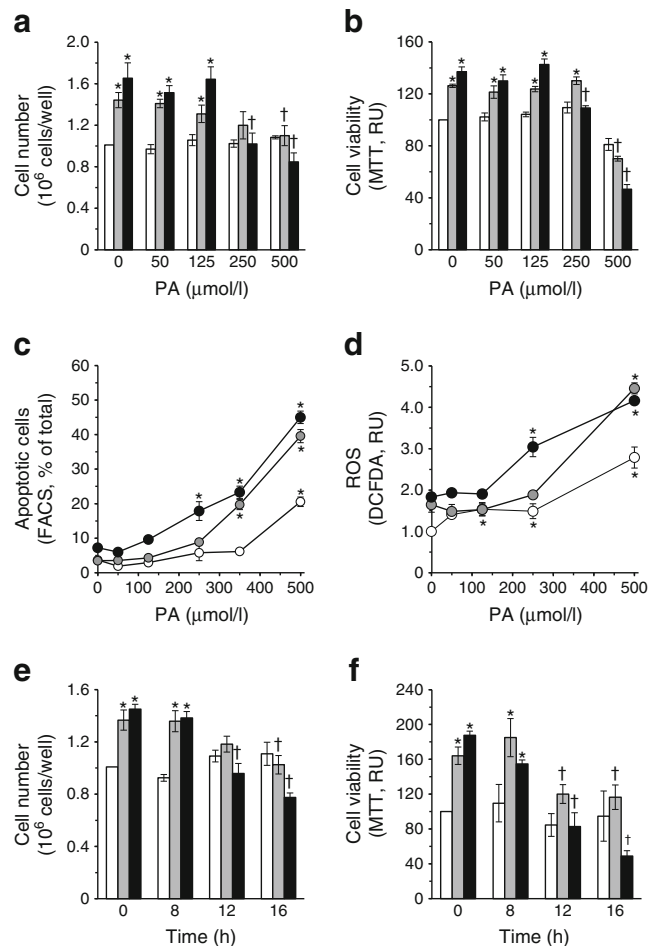 a
b
Cell number
(10⁶ cells/well)
2.0
1.6
1.2
0.8
0.4
0
* * * * * * † †
0 50 125 250 500
PA (µmol/l)
Cell viability
(MTT, RU)
160
120
80
40
0
* * * * * * * † † †
0 50 125 250 500
PA (µmol/l)
c
d
Apoptotic cells
(FACS, % of total)
60
50
40
30
20
10
0
* * * * * *
0 100 200 300 400 500
PA (µmol/l)
ROS
(DCFDA, RU)
5.0
4.0
3.0
2.0
1.0
0
* * * * * *
0 100 200 300 400 500
PA (µmol/l)
e
f
Cell number
(10⁶ cells/well)
1.6
1.2
0.8
0.4
0
* * * * † † †
0 8 12 16
Time (h)
Cell viability
(MTT, RU)
240
200
160
120
80
40
0
* * * * † † † †
0 8 12 16
Time (h)